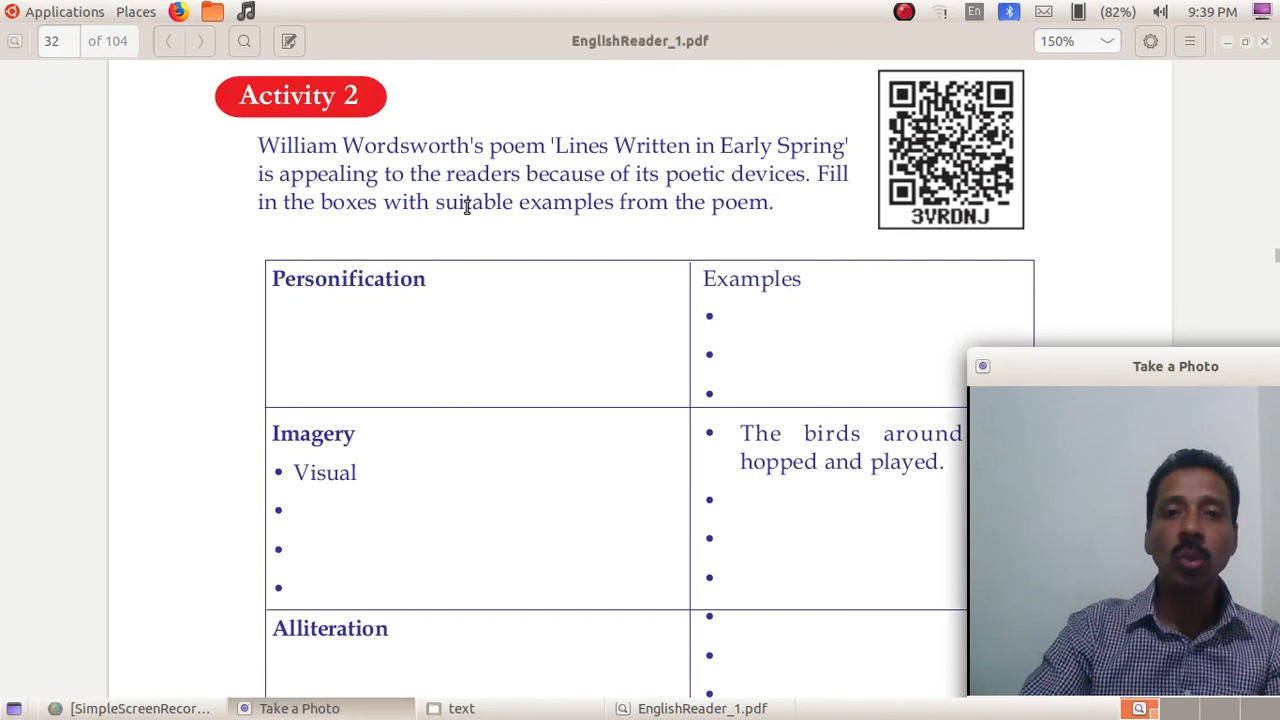 Applications Places En (82%) 9:39 PM
32 of 104 EnglishReader_1.pdf 150%
Activity 2
William Wordsworth's poem 'Lines Written in Early Spring'
is appealing to the readers because of its poetic devices. Fill
in the boxes with suitable examples from the poem.
3VRDNJ
Personification
Examples
•
•
•
Take a Photo
Imagery
• Visual
•
•
•
• The birds around
hopped and played.
•
•
•
Alliteration
•
•
•
[SimpleScreenRecor... Take a Photo text EnglishReader_1.pdf